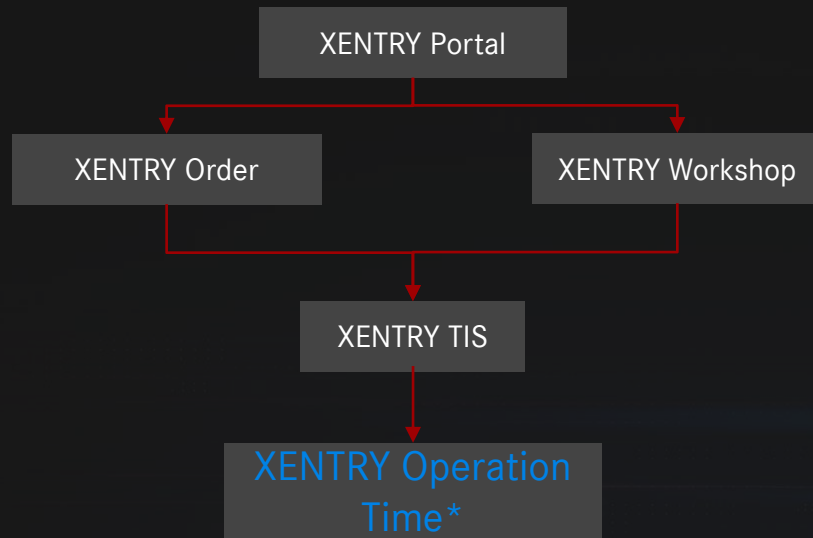 XENTRY Portal
XENTRY Order
XENTRY Workshop
XENTRY TIS
XENTRY Operation
Time*